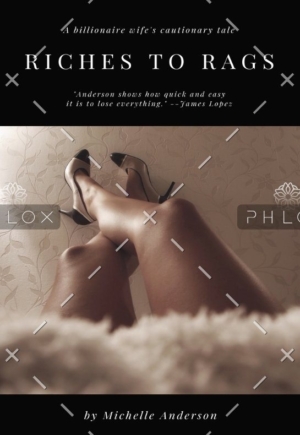 A billionaire wife's cautionary tale
RICHES TO RAGS
"Anderson shows how quick and easy
it is to lose everything." --James Lopez
LOX
PHLO
by Michelle Anderson